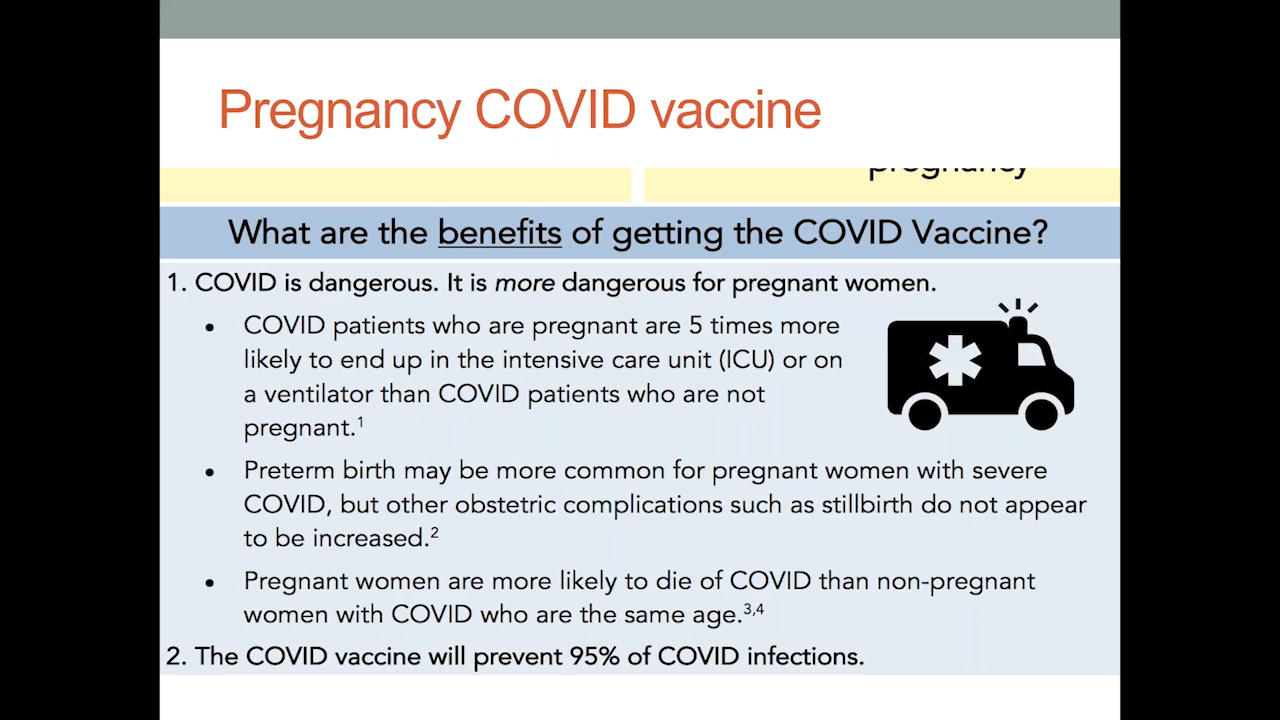 Pregnancy COVID vaccine
pregnancy
What are the benefits of getting the COVID Vaccine?
1. COVID is dangerous. It is more dangerous for pregnant women.
• COVID patients who are pregnant are 5 times more
likely to end up in the intensive care unit (ICU) or on
a ventilator than COVID patients who are not
pregnant.¹
• Preterm birth may be more common for pregnant women with severe
COVID, but other obstetric complications such as stillbirth do not appear
to be increased.²
• Pregnant women are more likely to die of COVID than non-pregnant
women with COVID who are the same age.³,⁴
2. The COVID vaccine will prevent 95% of COVID infections.